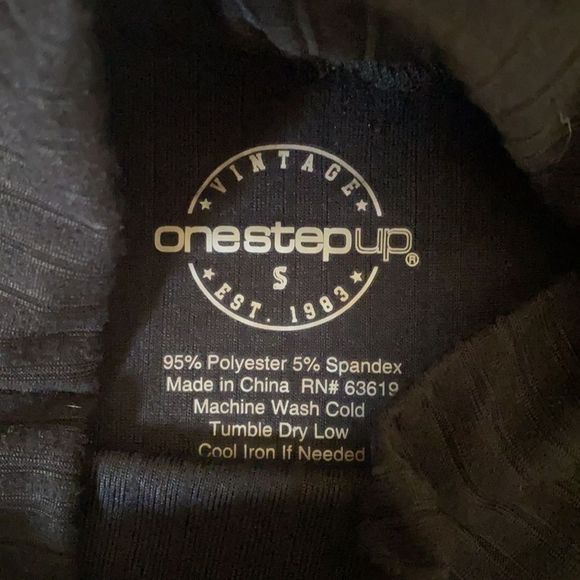 ★ VINTAGE ★
onestepup®
S
★ EST. 1983 ★
95% Polyester 5% Spandex
Made in China RN# 63619
Machine Wash Cold
Tumble Dry Low
Cool Iron If Needed